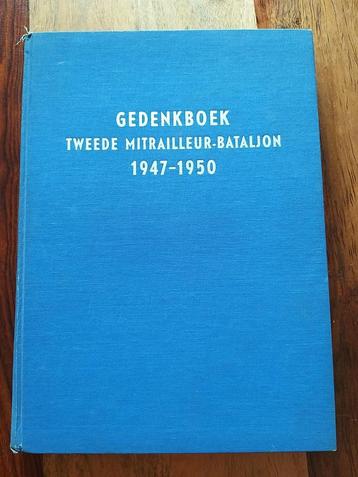 GEDENKBOEK
TWEEDE MITRAILLEUR-BATALJON
1947-1950